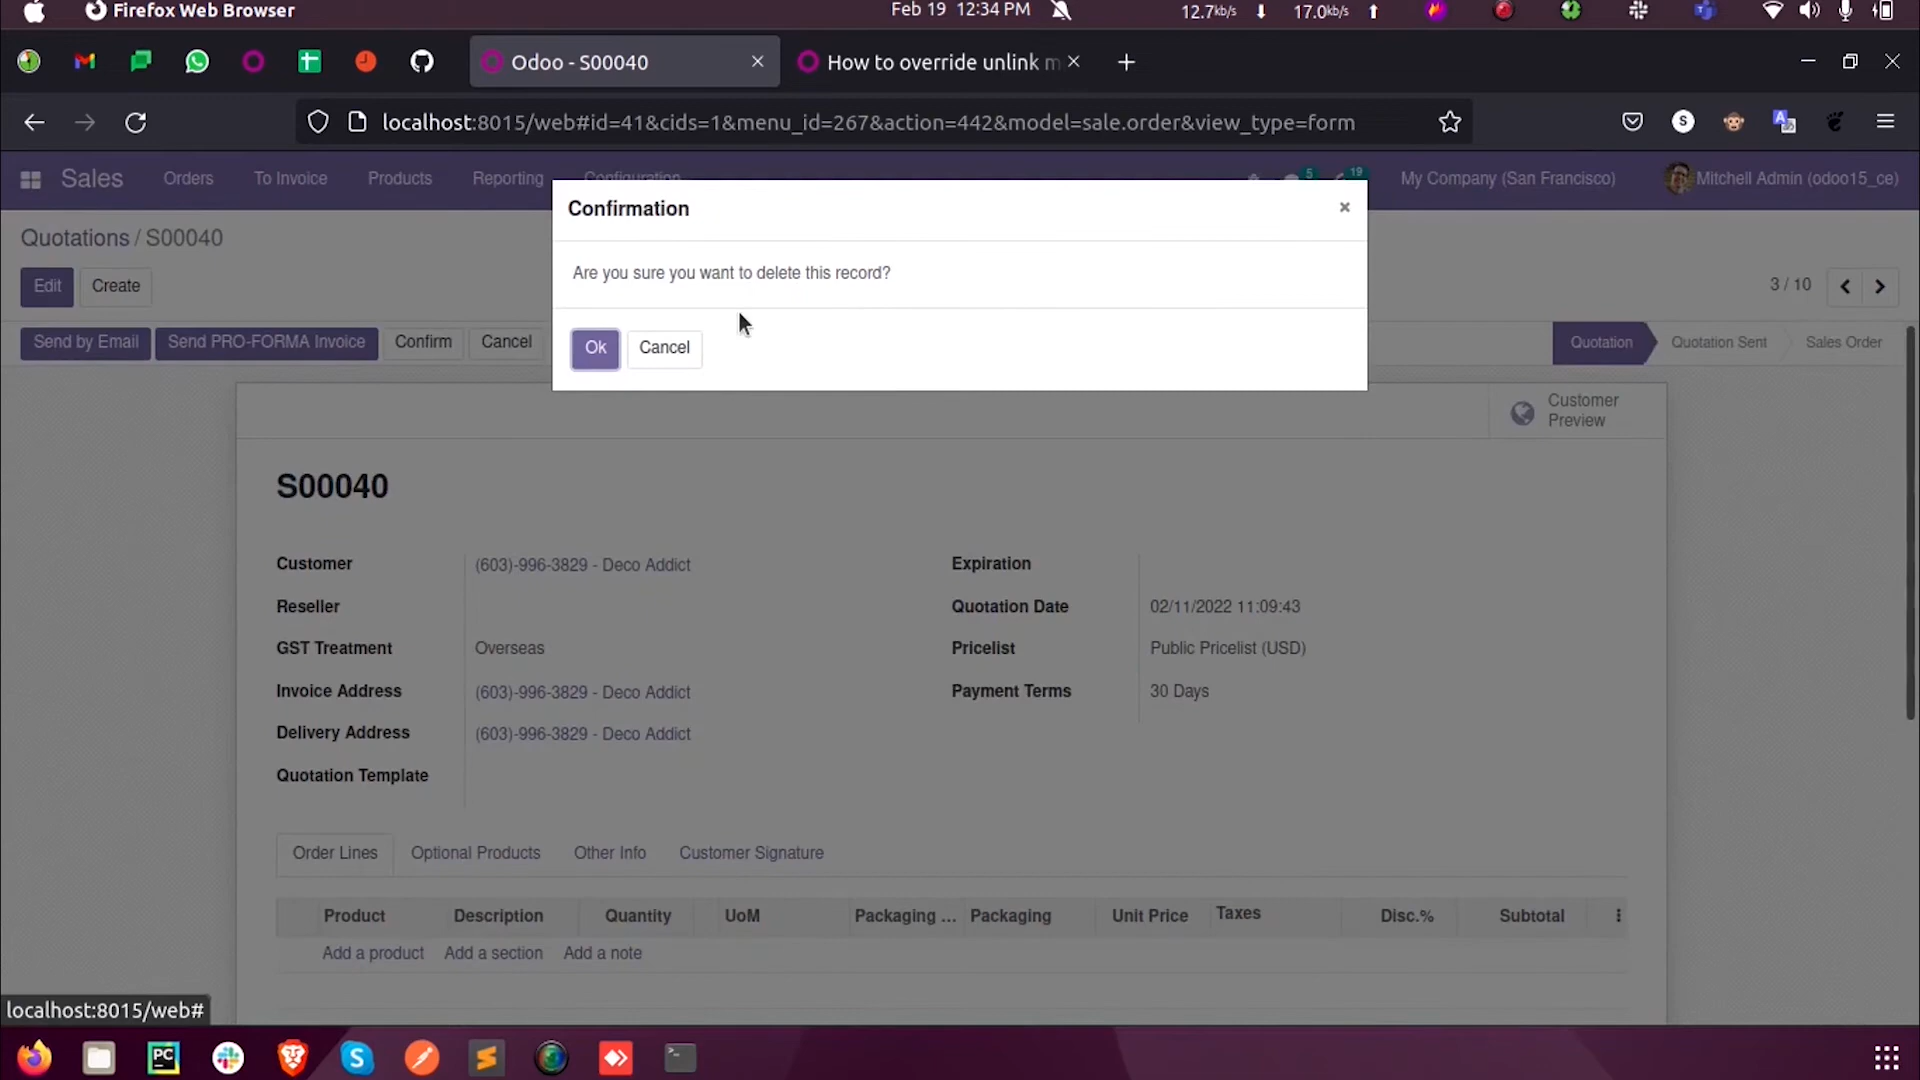 Firefox Web Browser
Feb 19 12:34 PM
12.7kb/s
17.0kb/s
Odoo - S00040
How to override unlink m
localhost:8015/web#id=41&cids=1&menu_id=267&action=442&model=sale.order&view_type=form
Sales
Orders
To Invoice
Products
Reporting
Configuration
5
19
My Company (San Francisco)
Mitchell Admin (odoo15_ce)
Confirmation
Are you sure you want to delete this record?
Ok
Cancel
Quotations / S00040
Edit
Create
3 / 10
Send by Email
Send PRO-FORMA Invoice
Confirm
Cancel
Quotation
Quotation Sent
Sales Order
Customer
Preview
S00040
Customer
(603)-996-3829 - Deco Addict
Reseller
GST Treatment
Overseas
Invoice Address
(603)-996-3829 - Deco Addict
Delivery Address
(603)-996-3829 - Deco Addict
Quotation Template
Expiration
Quotation Date
02/11/2022 11:09:43
Pricelist
Public Pricelist (USD)
Payment Terms
30 Days
Order Lines
Optional Products
Other Info
Customer Signature
Product
Description
Quantity
UoM
Packaging ...
Packaging
Unit Price
Taxes
Disc.%
Subtotal
Add a product
Add a section
Add a note
localhost:8015/web#